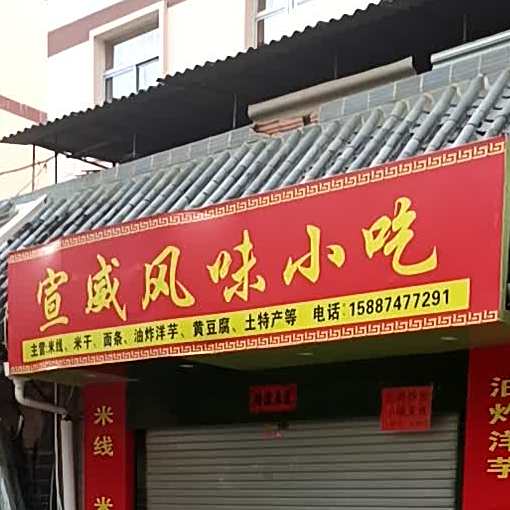 宣威风味小吃
主营:米线、米干、面条、油炸洋芋、黄豆腐、土特产等 电话:15887477291
米线 米
油炸洋芋